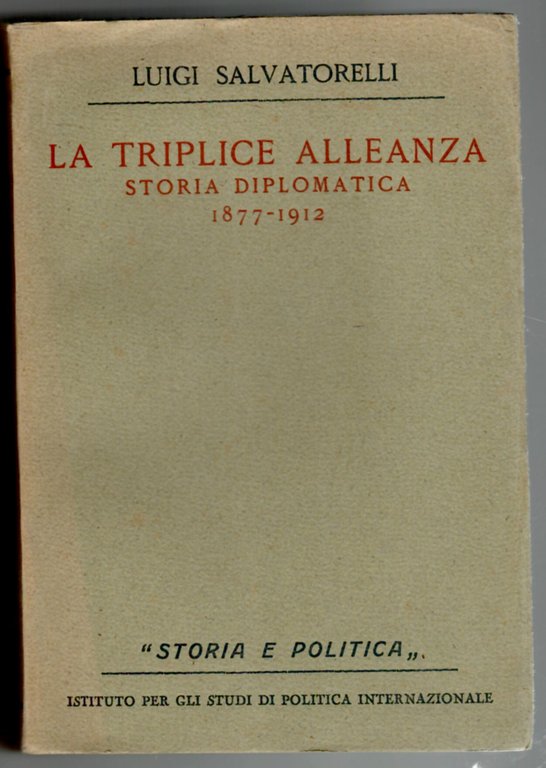 LUIGI SALVATORELLI
LA TRIPLICE ALLEANZA
STORIA DIPLOMATICA
1877-1912
"STORIA E POLITICA„.
ISTITUTO PER GLI STUDI DI POLITICA INTERNAZIONALE